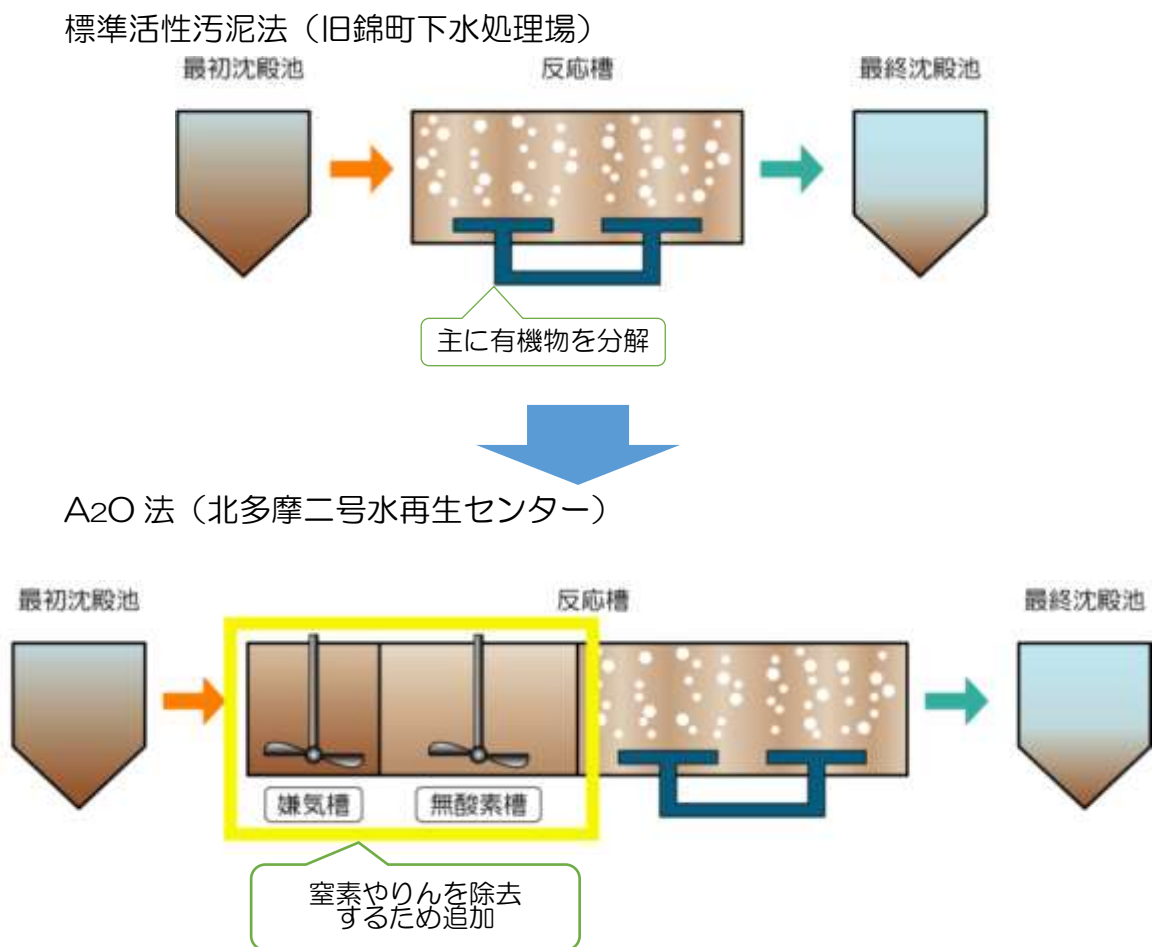 標準活性汚泥法（旧錦町下水処理場）
最初沈殿池
反応槽
最終沈殿池
主に有機物を分解
A2O 法（北多摩二号水再生センター）
最初沈殿池
反応槽
最終沈殿池
嫌気槽
無酸素槽
窒素やりんを除去
するため追加